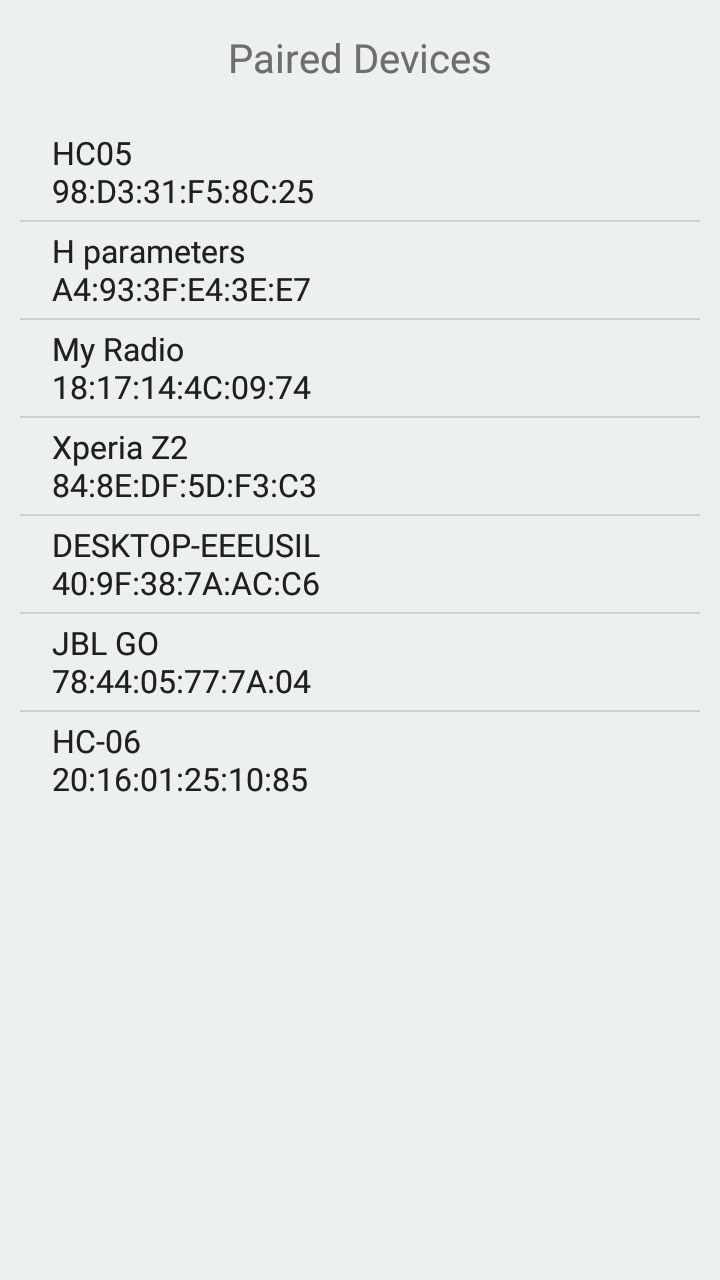 Paired Devices
HC05
98:D3:31:F5:8C:25
H parameters
A4:93:3F:E4:3E:E7
My Radio
18:17:14:4C:09:74
Xperia Z2
84:8E:DF:5D:F3:C3
DESKTOP-EEEUSIL
40:9F:38:7A:AC:C6
JBL GO
78:44:05:77:7A:04
HC-06
20:16:01:25:10:85